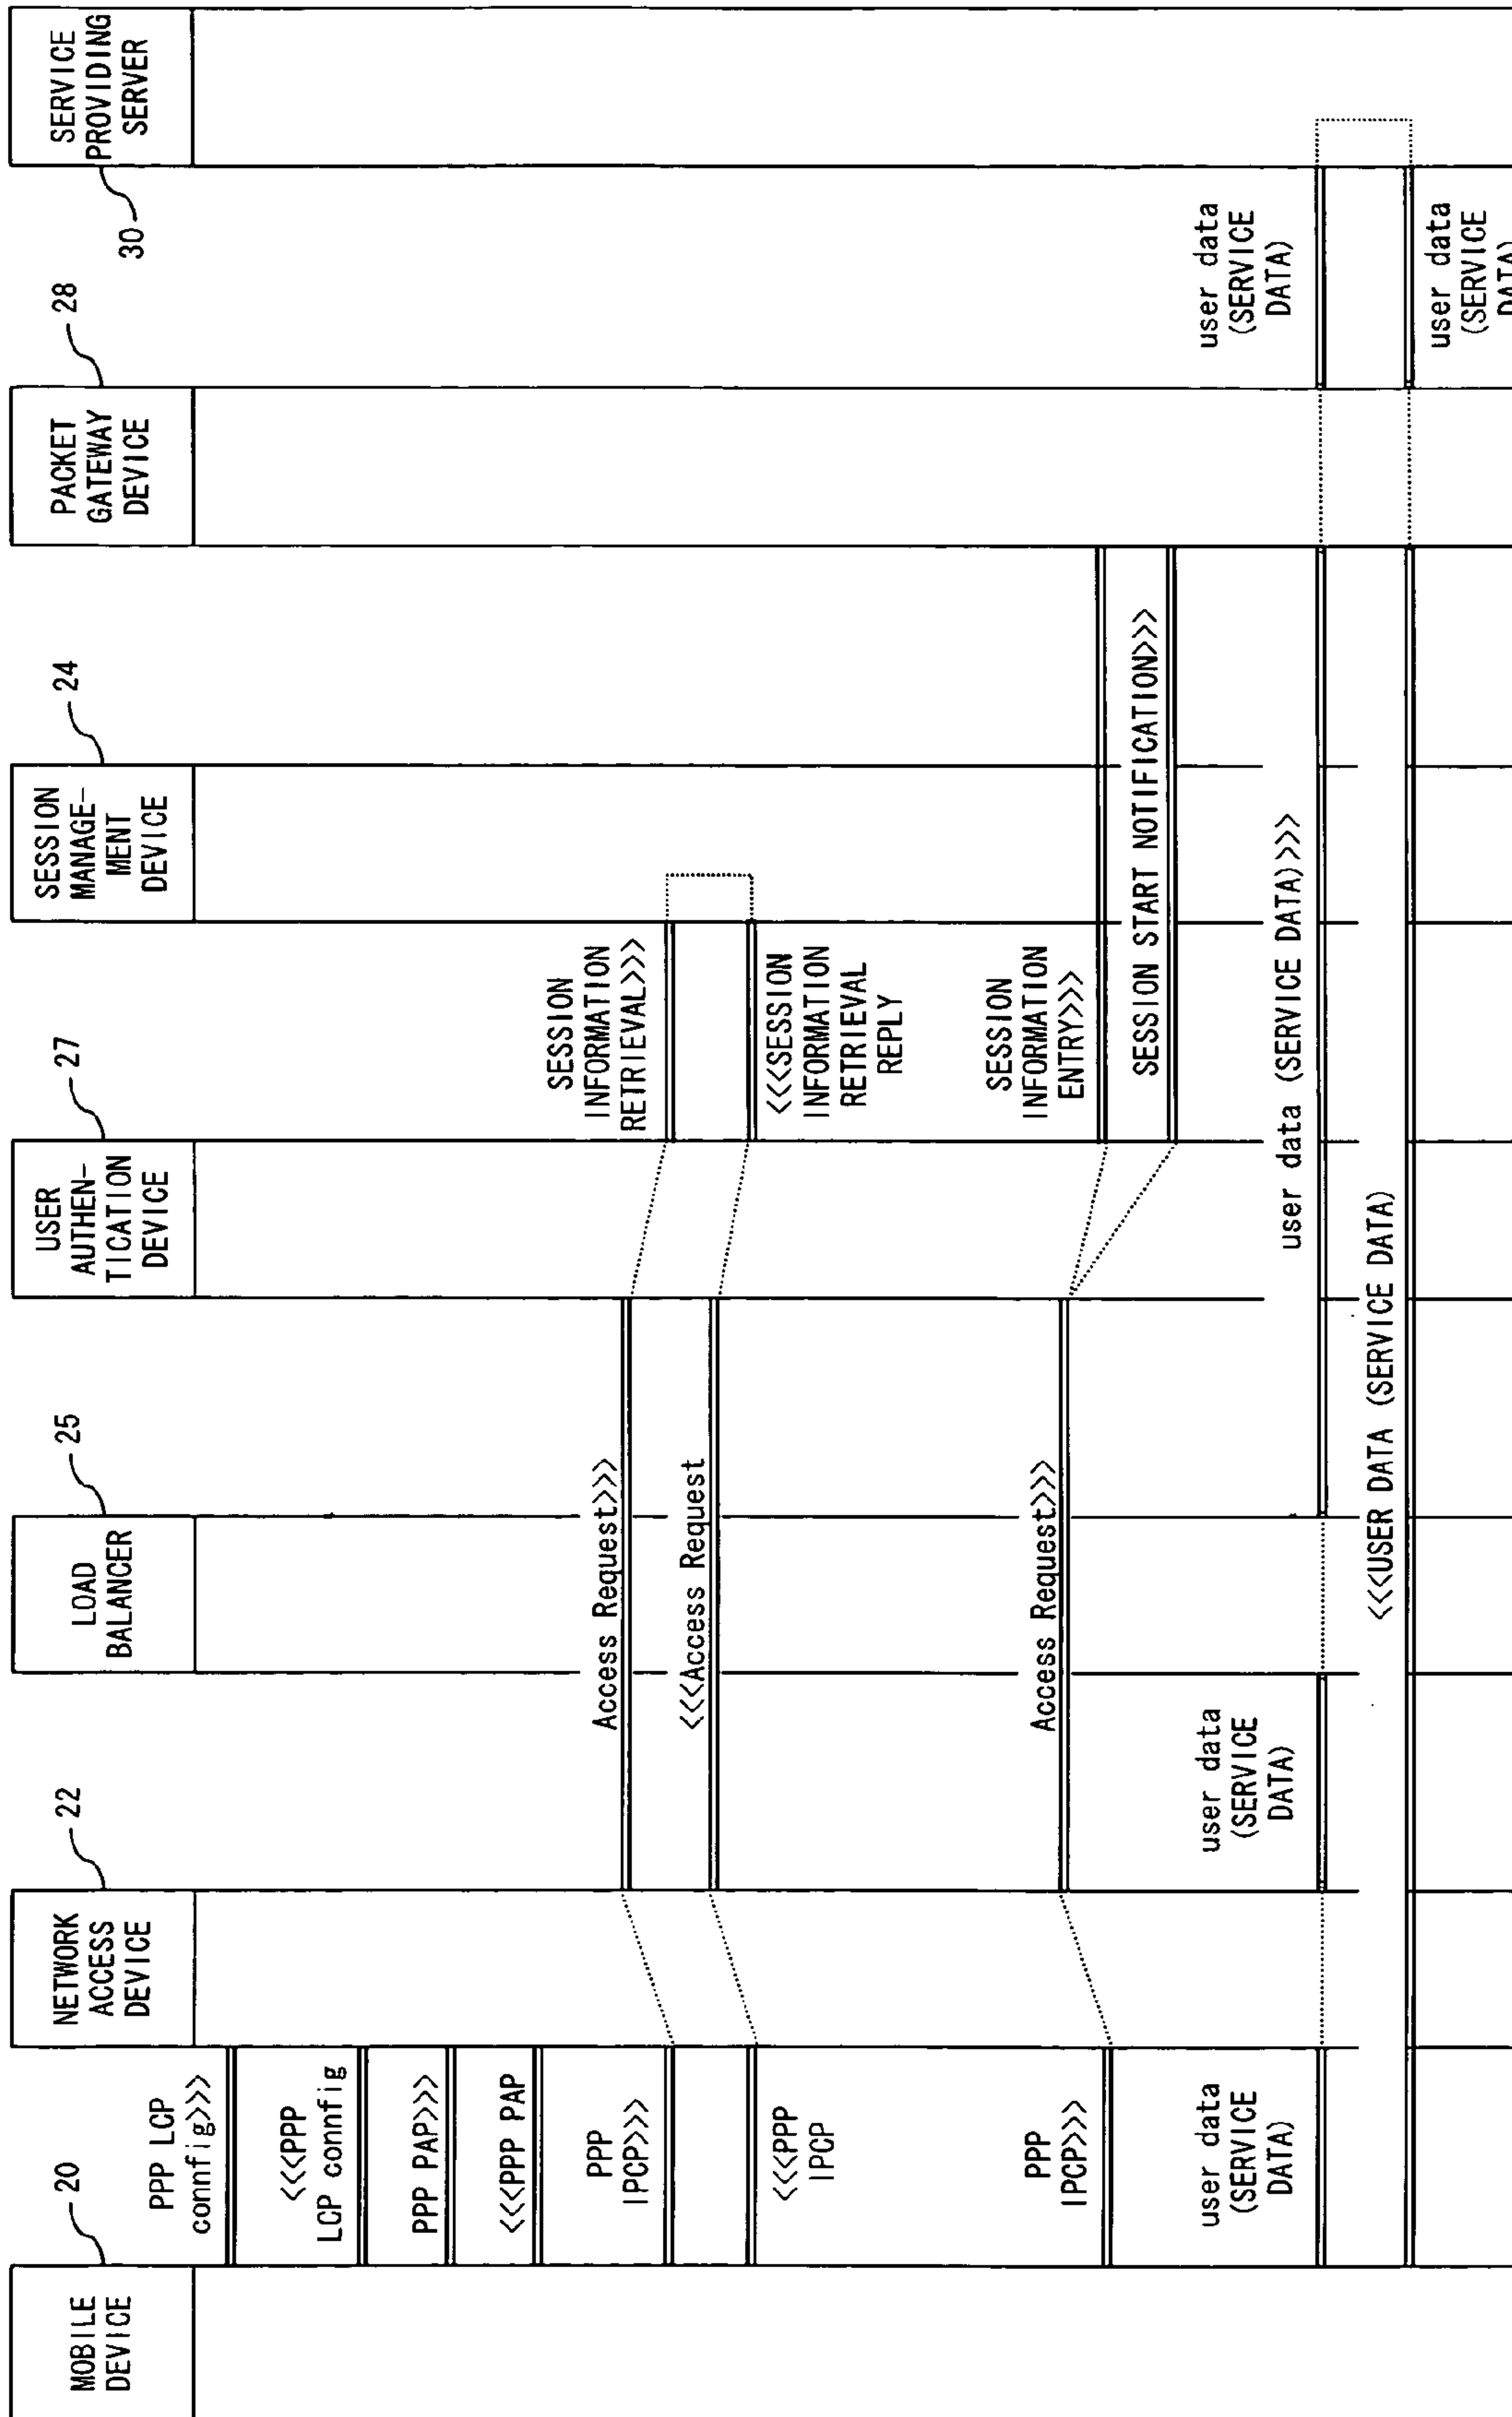 MOBILE
DEVICE
20
NETWORK
ACCESS
DEVICE
22
LOAD
BALANCER
25
USER
AUTHEN-
TICATION
DEVICE
27
SESSION
MANAGE-
MENT
DEVICE
24
PACKET
GATEWAY
DEVICE
28
SERVICE
PROVIDING
SERVER
30
PPP LCP
connfig>>>
<<<PPP
LCP connfig
PPP PAP>>>
<<<PPP PAP
PPP
IPCP>>>
Access Request>>>
SESSION
INFORMATION
RETRIEVAL>>>
<<<PPP
IPCP
<<<Access Request
<<<SESSION
INFORMATION
RETRIEVAL
REPLY
PPP
IPCP>>>
Access Request>>>
SESSION
INFORMATION
ENTRY>>>
SESSION START NOTIFICATION>>>
user data
(SERVICE
DATA)
user data
(SERVICE
DATA)
user data (SERVICE DATA)>>>
user data
(SERVICE
DATA)
<<<USER DATA (SERVICE DATA)
user data
(SERVICE
DATA)